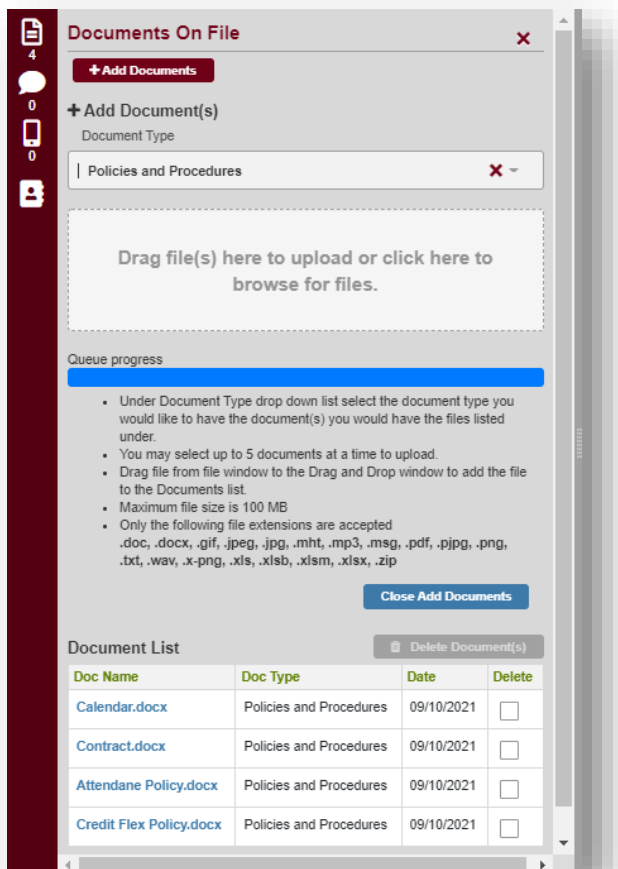 Documents On File
4
+ Add Documents
0
+ Add Document(s)
Document Type
0
Policies and Procedures
Drag file(s) here to upload or click here to
browse for files.
Queue progress
• Under Document Type drop down list select the document type you
would like to have the document(s) you would have the files listed
under.
• You may select up to 5 documents at a time to upload.
• Drag file from file window to the Drag and Drop window to add the file
to the Documents list.
• Maximum file size is 100 MB
• Only the following file extensions are accepted
.doc, .docx, .gif, .jpeg, .jpg, .mht, .mp3, .msg, .pdf, .pjpg, .png,
.txt, .wav, .x-png, .xls, .xlsb, .xlsm, .xlsx, .zip
Close Add Documents
Document List
Delete Document(s)
Doc Name Doc Type Date Delete
Calendar.docx Policies and Procedures 09/10/2021
Contract.docx Policies and Procedures 09/10/2021
Attendane Policy.docx Policies and Procedures 09/10/2021
Credit Flex Policy.docx Policies and Procedures 09/10/2021